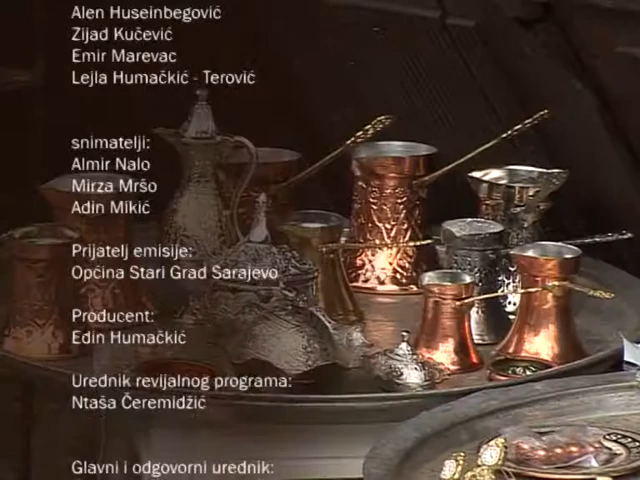 Alen Huseinbegović
Zijad Kučević
Emir Marevac
Lejla Humačkić - Terović
snimatelji:
Almir Nalo
Mirza Mršo
Adin Mikić
Prijatelj emisije:
Općina Stari Grad Sarajevo
Producent:
Edin Humačkić
Urednik revijalnog programa:
Ntaša Čeremidžić
Glavni i odgovorni urednik: